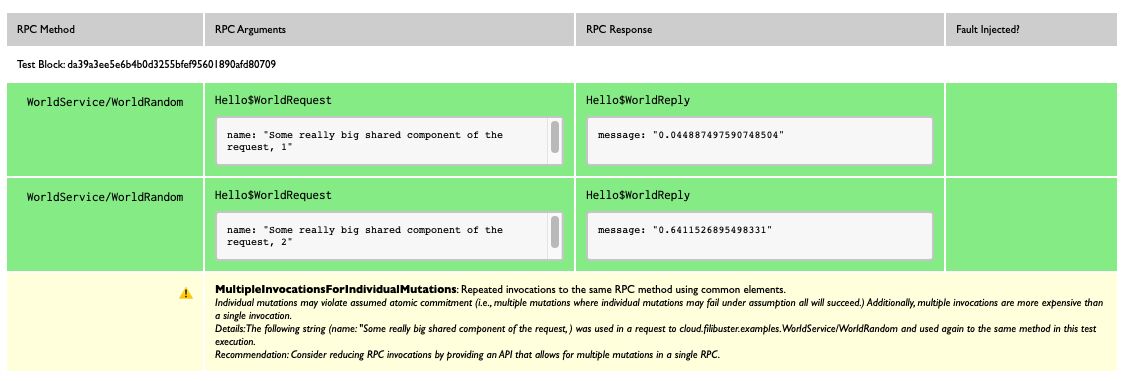 RPC Method RPC Arguments RPC Response Fault Injected?
Test Block: da39a3ee5e6b4b0d3255bfef95601890afd80709
WorldService/WorldRandom Hello$WorldRequest Hello$WorldReply
name: "Some really big shared component of the message: "0.044887497590748504"
request, 1"
WorldService/WorldRandom Hello$WorldRequest Hello$WorldReply
name: "Some really big shared component of the message: "0.6411526895498331"
request, 2"
MultipleInvocationsForIndividualMutations: Repeated invocations to the same RPC method using common elements.
Individual mutations may violate assumed atomic commitment (i.e., multiple mutations where individual mutations may fail under assumption all will succeed.) Additionally, multiple invocations are more expensive than
a single invocation.
Details: The following string (name: "Some really big shared component of the request, ) was used in a request to cloud.filibuster.examples.WorldService/WorldRandom and used again to the same method in this test
execution.
Recommendation: Consider reducing RPC invocations by providing an API that allows for multiple mutations in a single RPC.